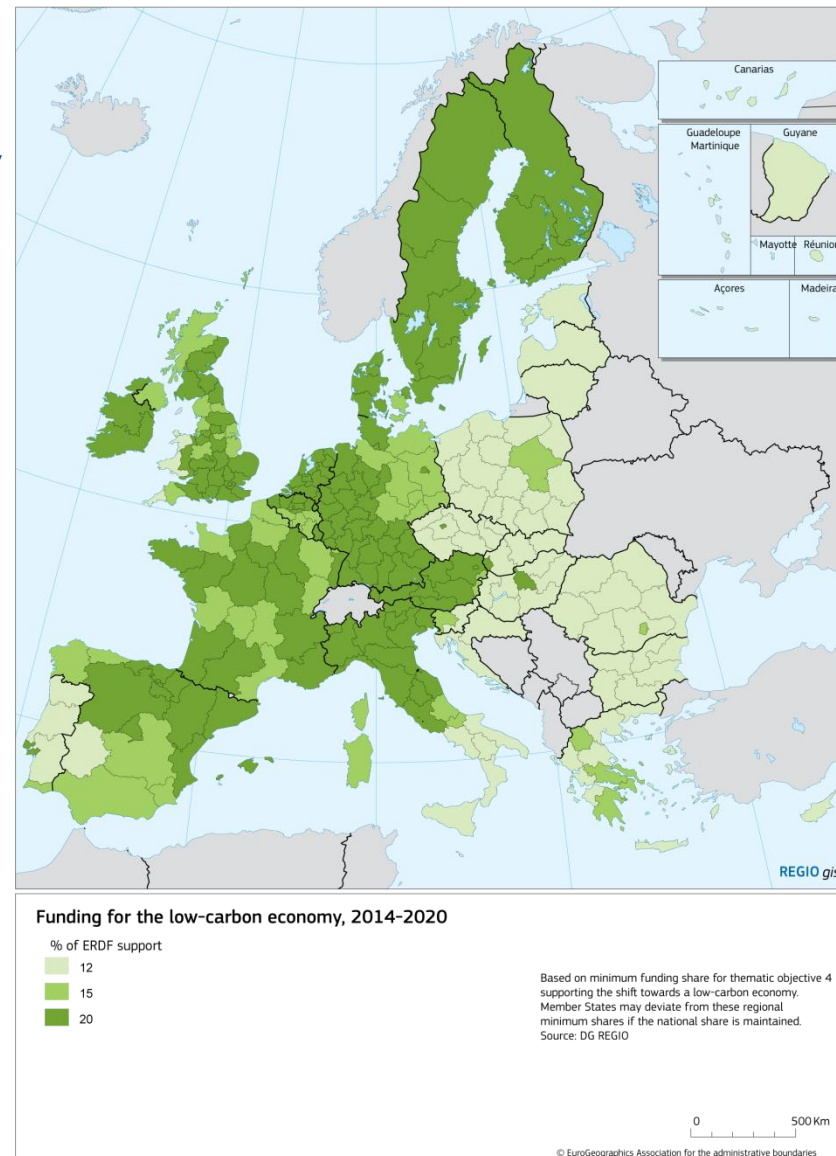 Canarias
Guadeloupe
Martinique
Guyane
Mayotte
Réunion
Açores
Madeira
REGIO gis
Funding for the low-carbon economy, 2014-2020
% of ERDF support
12
15
20
Based on minimum funding share for thematic objective 4
supporting the shift towards a low-carbon economy.
Member States may deviate from these regional
minimum shares if the national share is maintained.
Source: DG REGIO
0 500 Km
© EuroGeographics Association for the administrative boundaries